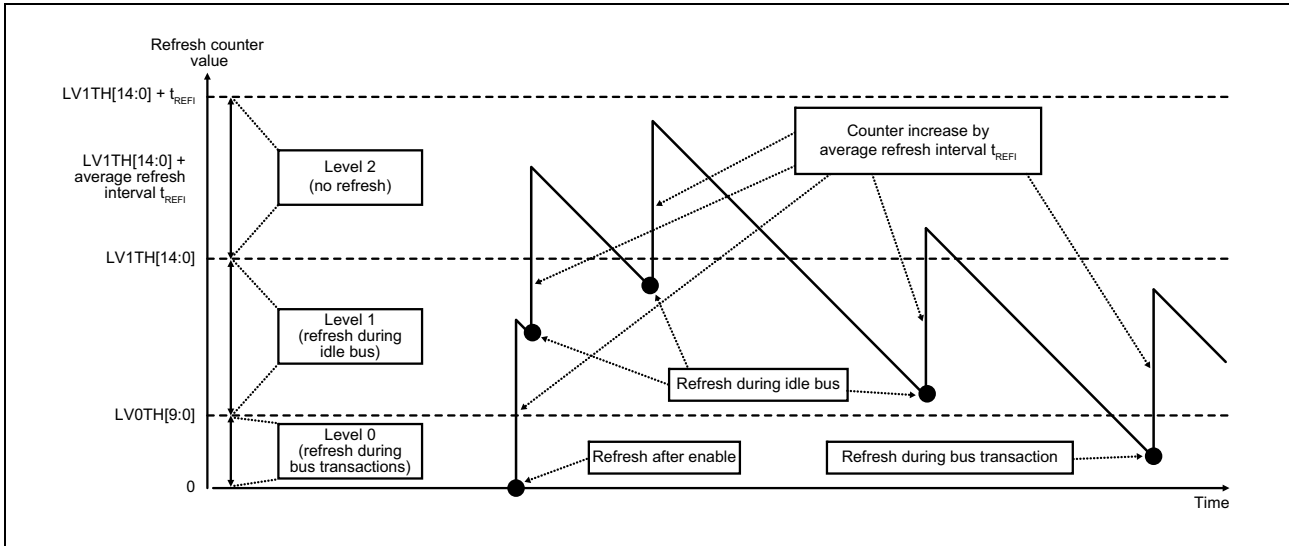 Refresh counter
value
LV1TH[14:0] + tREFI
LV1TH[14:0] +
average refresh
interval tREFI
LV1TH[14:0]
LV0TH[9:0]
0
Level 2
(no refresh)
Level 1
(refresh during
idle bus)
Level 0
(refresh during
bus transactions)
Counter increase by
average refresh interval tREFI
Refresh during idle bus
Refresh after enable
Refresh during bus transaction
Time